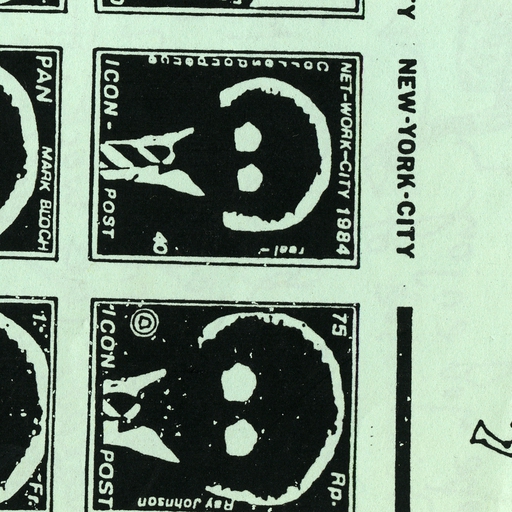 Y
NEW-YORK-CITY
NET-WORK-CITY 1984
Correspondence
real-
ICON-
POST
40
PAN
MARK BLOCH
75
Rp.
ICON
POST
Ray Johnson
1.-
Fr.